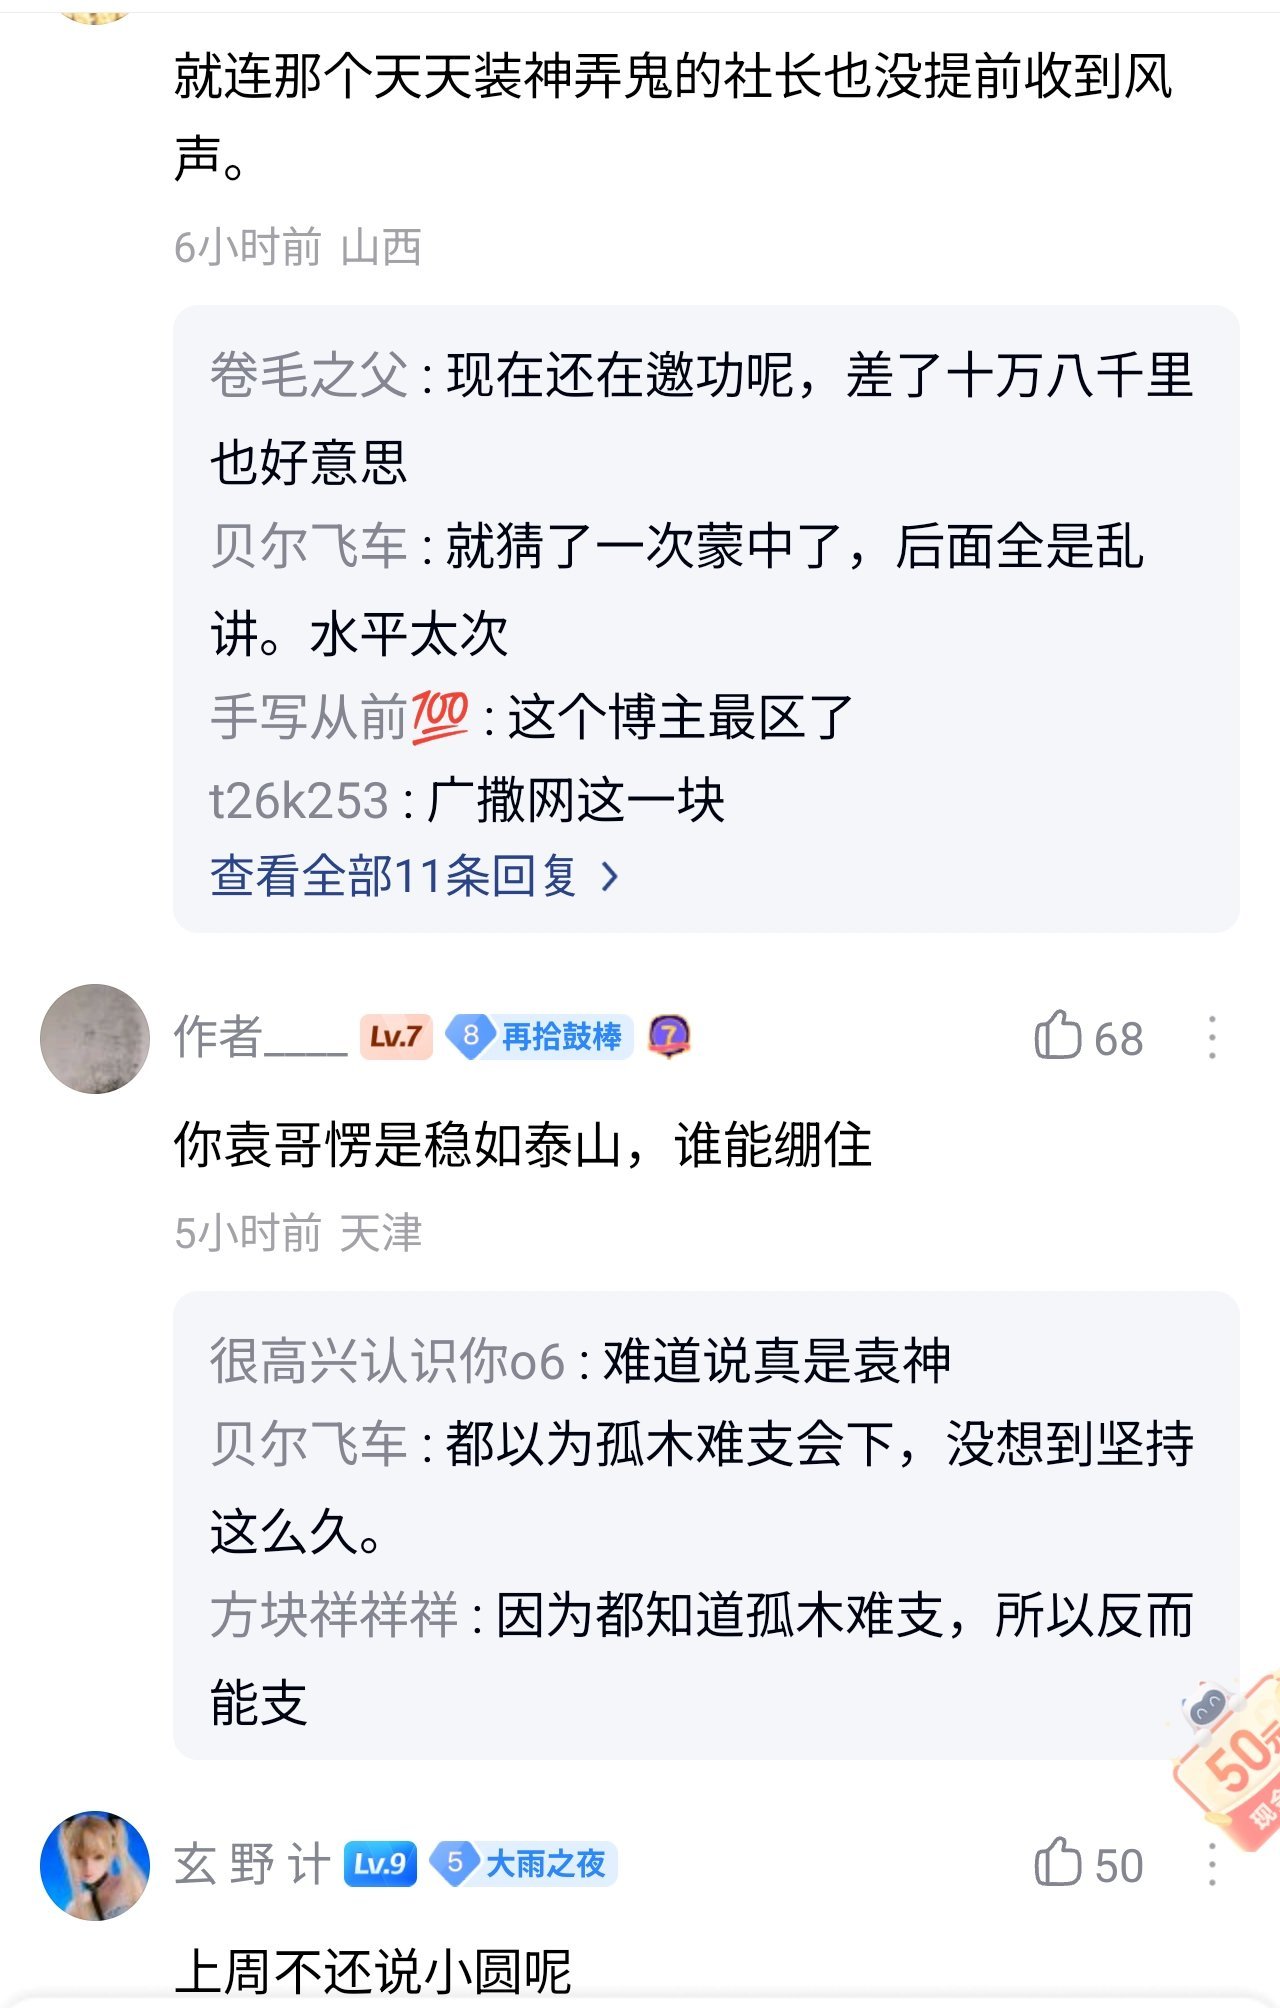 就连那个天天装神弄鬼的社长也没提前收到风
声。
6小时前 山西
卷毛之父 : 现在还在邀功呢，差了十万八千里
也好意思
贝尔飞车 : 就猜了一次蒙中了，后面全是乱
讲。水平太次
手写从前💯 : 这个博主最区了
t26k253 : 广撒网这一块
查看全部11条回复 >
作者____ Lv.7 8 再拾鼓棒 7 68
你袁哥愣是稳如泰山，谁能绷住
5小时前 天津
很高兴认识你o6 : 难道说真是袁神
贝尔飞车 : 都以为孤木难支会下，没想到坚持
这么久。
方块祥祥祥 : 因为都知道孤木难支，所以反而
能支
50元
现金
玄 野 计 Lv.9 5 大雨之夜 50
上周不还说小圆呢